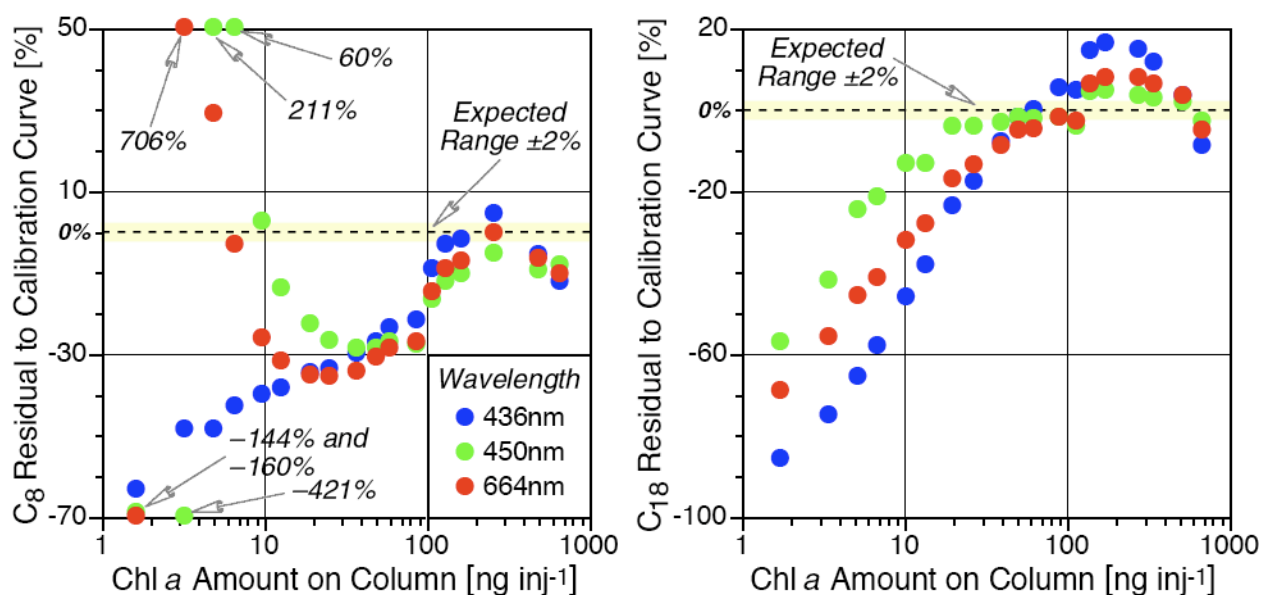 C8 Residual to Calibration Curve [%]
50
10
0%
-30
-70
706%
211%
60%
Expected
Range ±2%
–144% and
–160%
–421%
Wavelength
436nm
450nm
664nm
1
10
100
1000
Chl a Amount on Column [ng inj-1]
C18 Residual to Calibration Curve [%]
20
0%
-20
-60
-100
Expected
Range ±2%
1
10
100
1000
Chl a Amount on Column [ng inj-1]